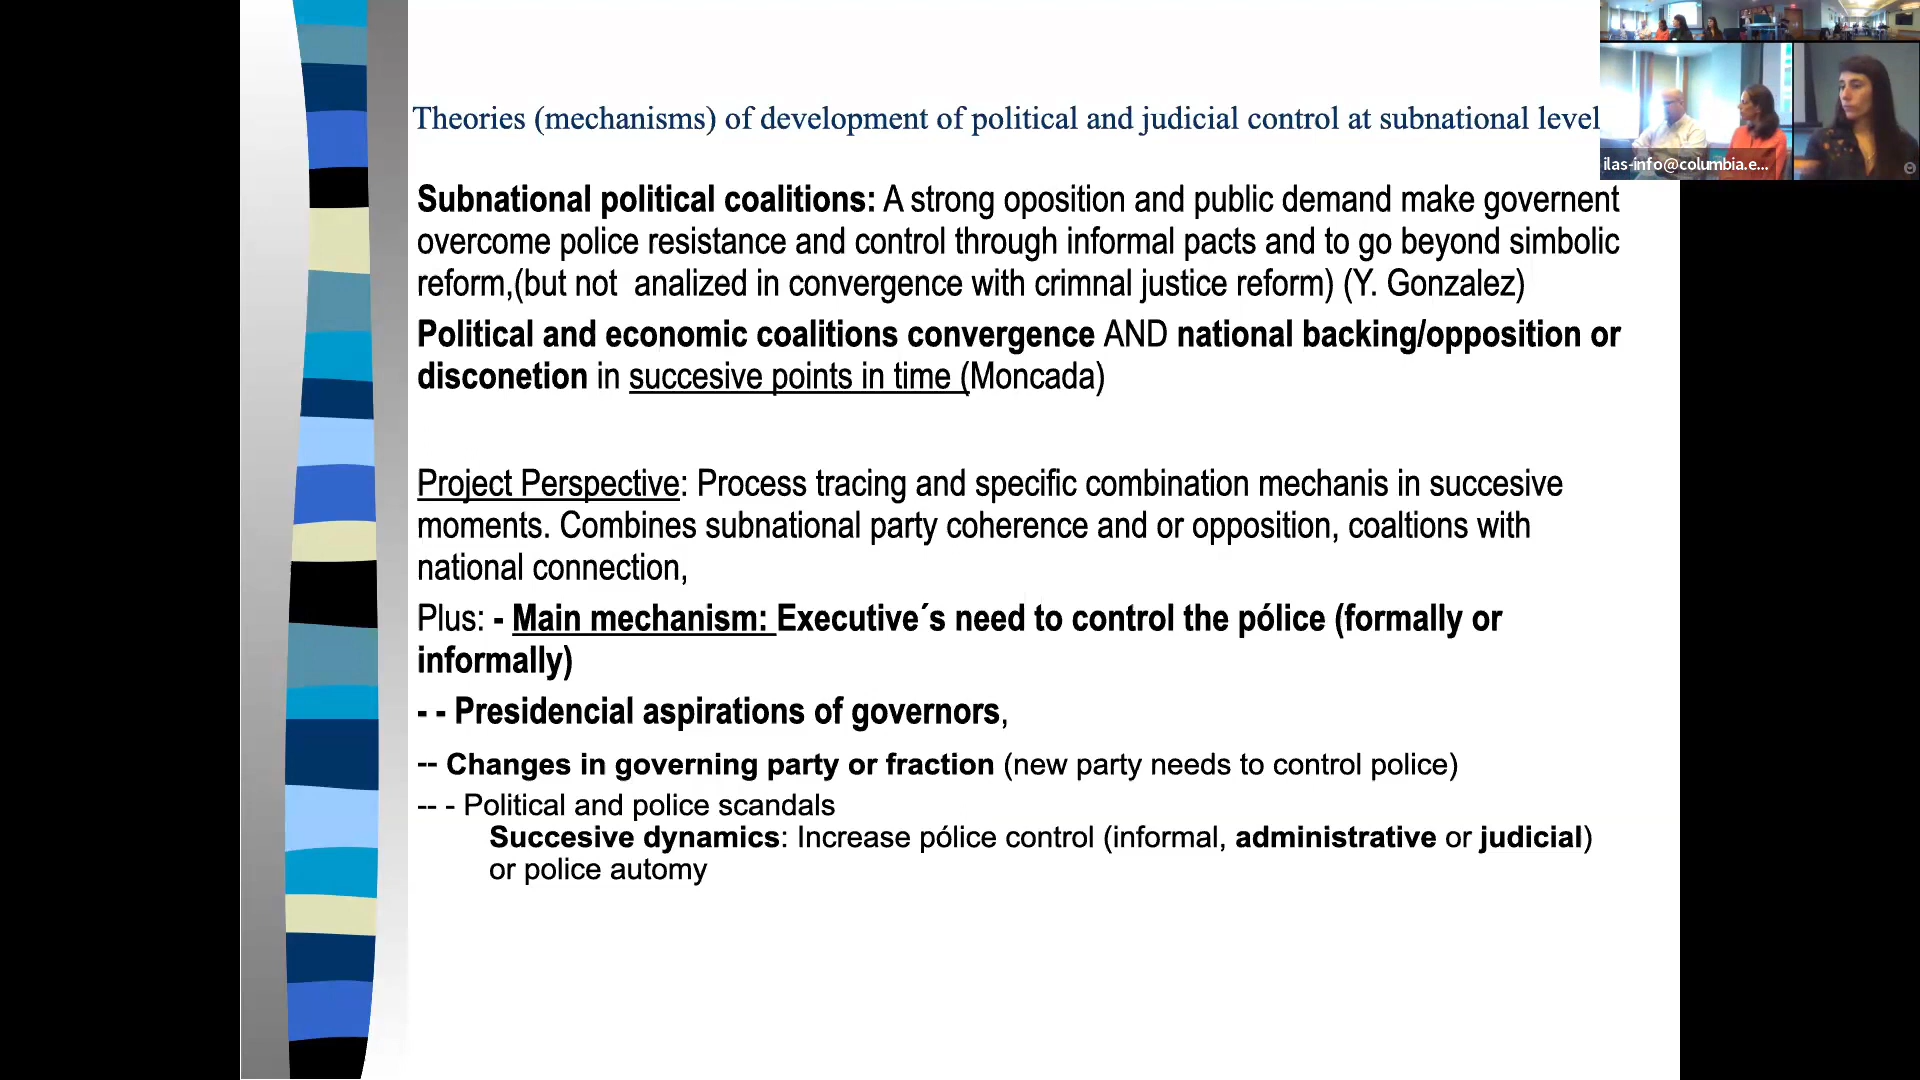 Theories (mechanisms) of development of political and judicial control at subnational level
ilas-info@columbia.e...
Subnational political coalitions: A strong oposition and public demand make governent
overcome police resistance and control through informal pacts and to go beyond simbolic
reform,(but not  analized in convergence with crimnal justice reform) (Y. Gonzalez)
Political and economic coalitions convergence AND national backing/opposition or
disconetion in succesive points in time (Moncada)
Project Perspective: Process tracing and specific combination mechanis in succesive
moments. Combines subnational party coherence and or opposition, coaltions with
national connection,
Plus: - Main mechanism: Executive´s need to control the pólice (formally or
informally)
- - Presidencial aspirations of governors,
-- Changes in governing party or fraction (new party needs to control police)
-- - Political and police scandals
Succesive dynamics: Increase pólice control (informal, administrative or judicial)
or police automy